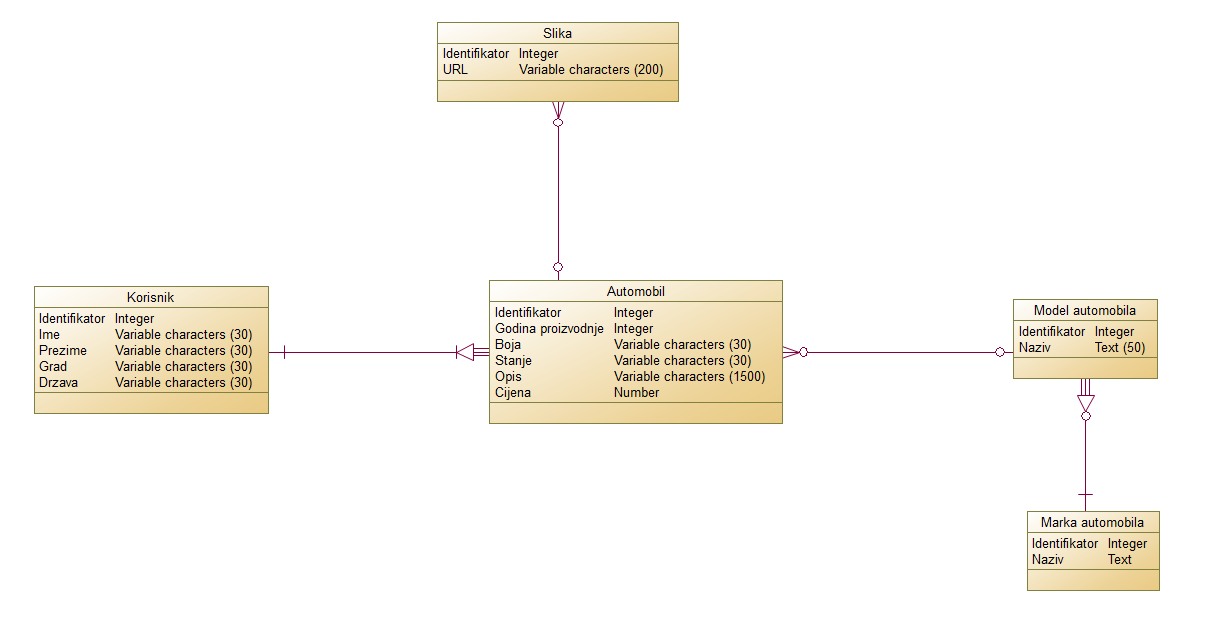 Slika
Identifikator Integer
URL Variable characters (200)
Korisnik
Identifikator Integer
Ime Variable characters (30)
Prezime Variable characters (30)
Grad Variable characters (30)
Drzava Variable characters (30)
Automobil
Identifikator Integer
Godina proizvodnje Integer
Boja Variable characters (30)
Stanje Variable characters (30)
Opis Variable characters (1500)
Cijena Number
Model automobila
Identifikator Integer
Naziv Text (50)
Marka automobila
Identifikator Integer
Naziv Text